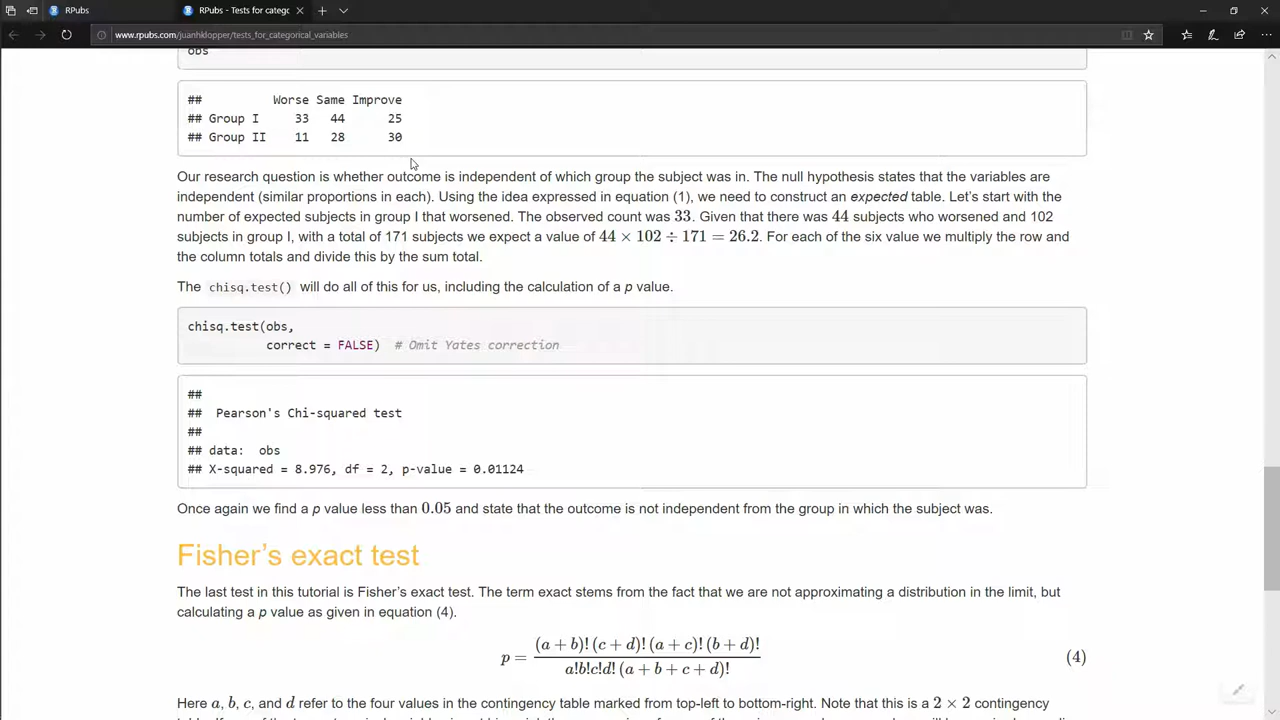 RPubs
RPubs - Tests for catego
www.rpubs.com/juanhklopper/tests_for_categorical_variables
obs
## Worse Same Improve
## Group I 33 44 25
## Group II 11 28 30
Our research question is whether outcome is independent of which group the subject was in. The null hypothesis states that the variables are
independent (similar proportions in each). Using the idea expressed in equation (1), we need to construct an expected table. Let's start with the
number of expected subjects in group I that worsened. The observed count was 33. Given that there was 44 subjects who worsened and 102
subjects in group I, with a total of 171 subjects we expect a value of 44 × 102 ÷ 171 = 26.2. For each of the six value we multiply the row and
the column totals and divide this by the sum total.
The chisq.test() will do all of this for us, including the calculation of a p value.
chisq.test(obs,
correct = FALSE) # Omit Yates correction
##
## Pearson's Chi-squared test
##
## data: obs
## X-squared = 8.976, df = 2, p-value = 0.01124
Once again we find a p value less than 0.05 and state that the outcome is not independent from the group in which the subject was.
Fisher's exact test
The last test in this tutorial is Fisher's exact test. The term exact stems from the fact that we are not approximating a distribution in the limit, but
calculating a p value as given in equation (4).
p = (a + b)! (c + d)! (a + c)! (b + d)! / a!b!c!d! (a + b + c + d)! (4)
Here a, b, c, and d refer to the four values in the contingency table marked from top-left to bottom-right. Note that this is a 2 × 2 contingency